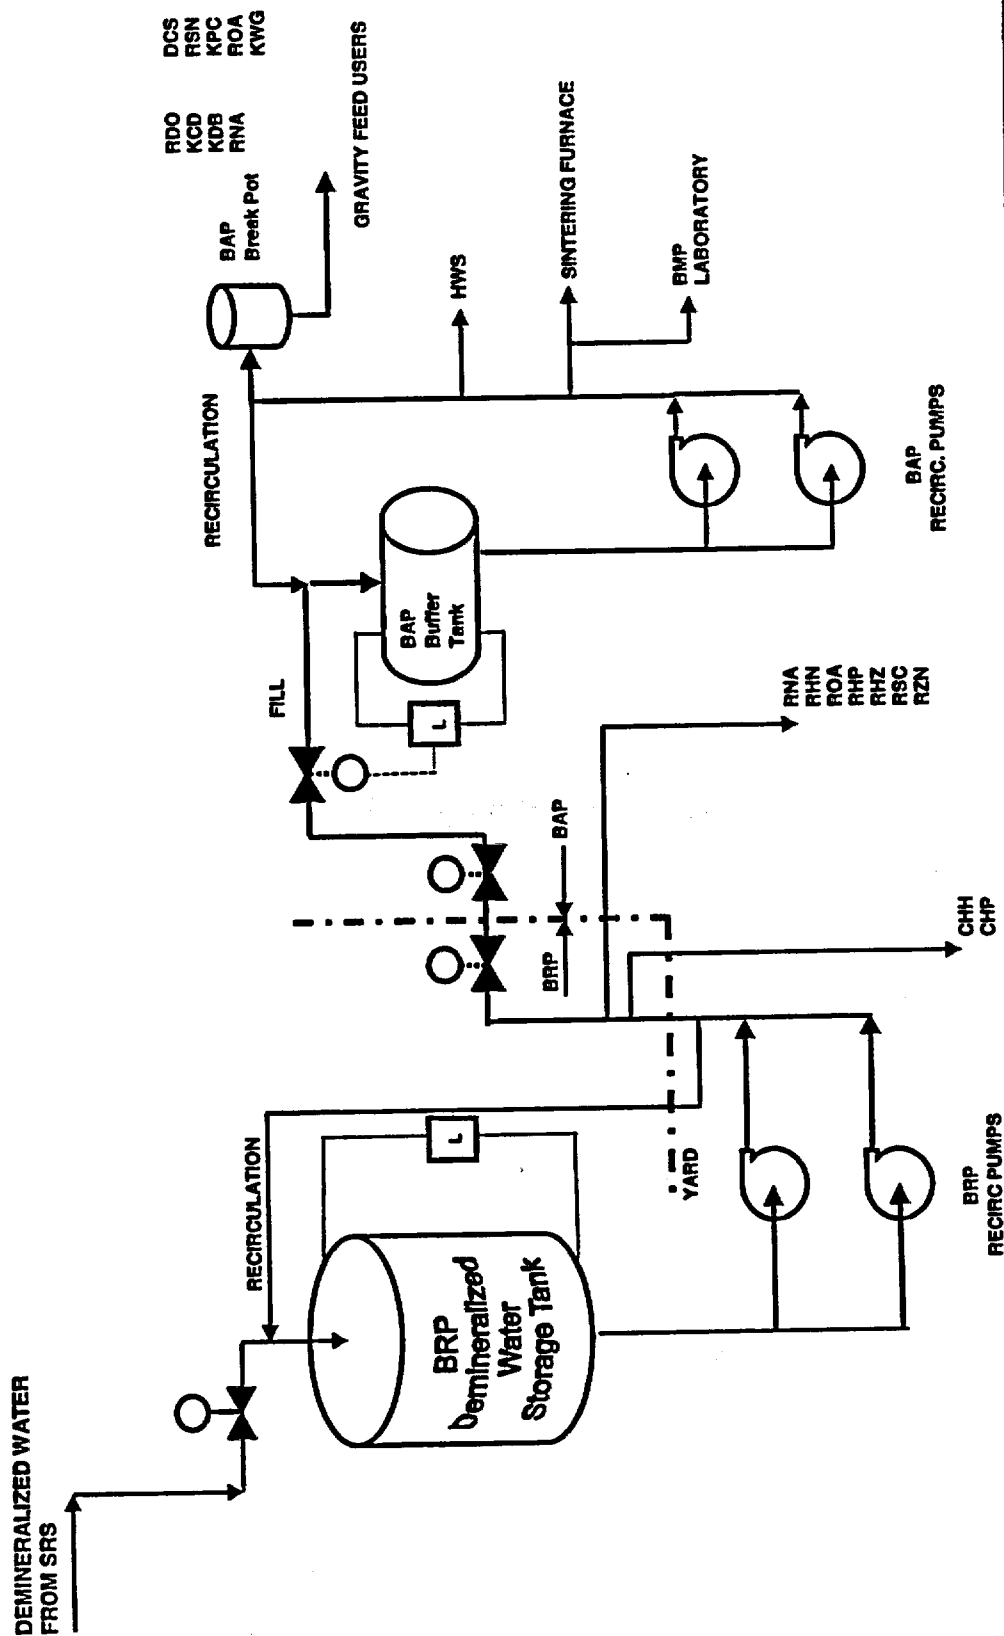 DEMINERALIZED WATER
FROM SRS
RECIRCULATION
BRP
Demineralized
Water
Storage Tank
L
YARD
BRP
RECIRC PUMPS
BRP
BAP
CHH
CHP
RNA
RHN
ROA
RHP
RHZ
RSC
RZN
FILL
L
BAP
Buffer
Tank
RECIRCULATION
BAP
RECIRC. PUMPS
HWS
SINTERING FURNACE
BMP
LABORATORY
BAP
Break Pot
GRAVITY FEED USERS
RDO DCS
KCD RSN
KDB KPC
RNA ROA
KWG